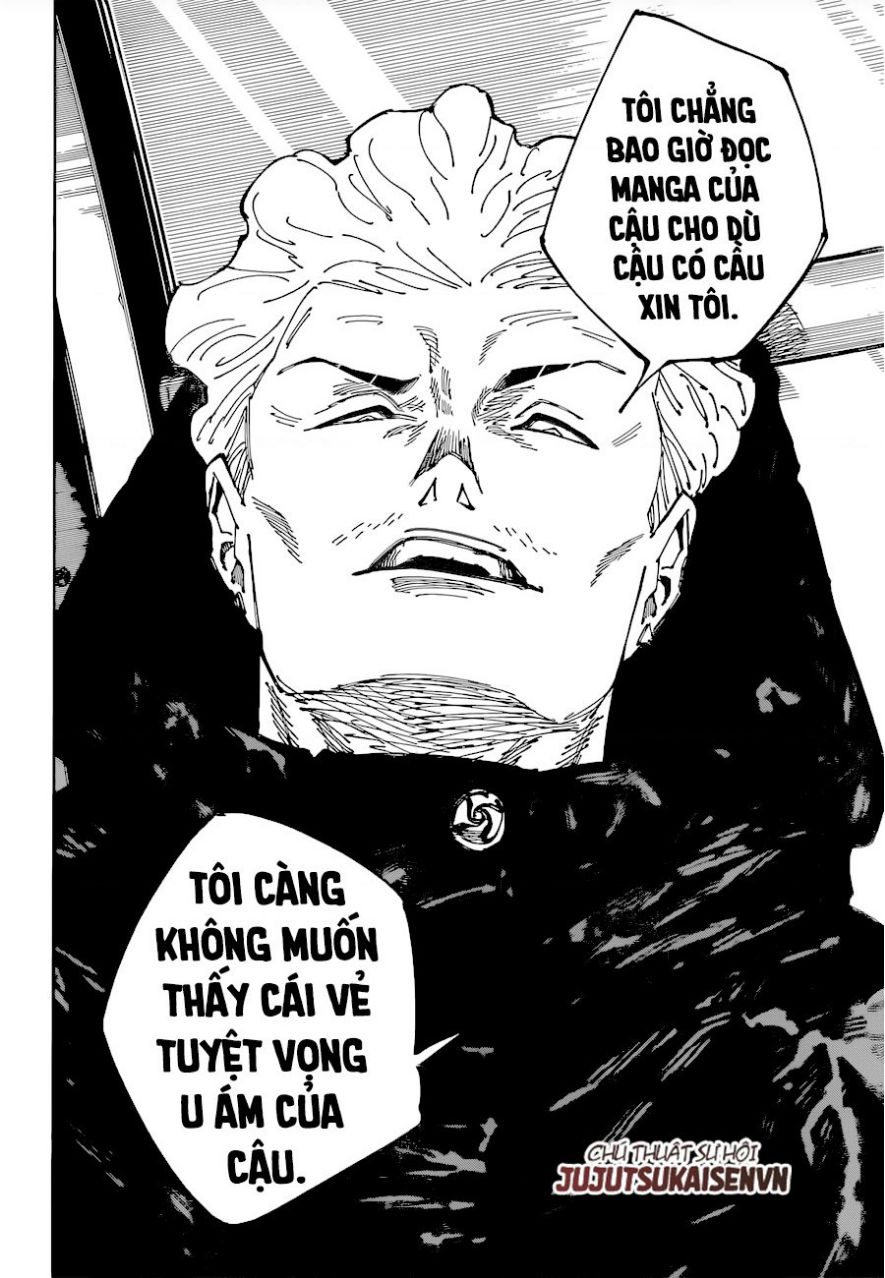 TÔI CHẲNG
BAO GIỜ ĐỌC
MANGA CỦA
CẬU CHO DÙ
CẬU CÓ CẦU
XIN TÔI.
TÔI CÀNG
KHÔNG MUỐN
THẤY CÁI VẺ
TUYỆT VỌNG
U ÁM CỦA
CẬU.
CHÚ THUẬT SƯ HỘI
JUJUTSUKAISENVN